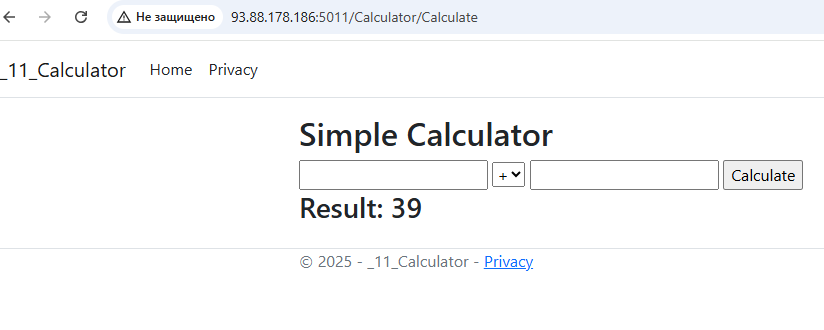 Не защищено 93.88.178.186:5011/Calculator/Calculate
_11_Calculator Home Privacy
Simple Calculator
+ Calculate
Result: 39
© 2025 - _11_Calculator - Privacy